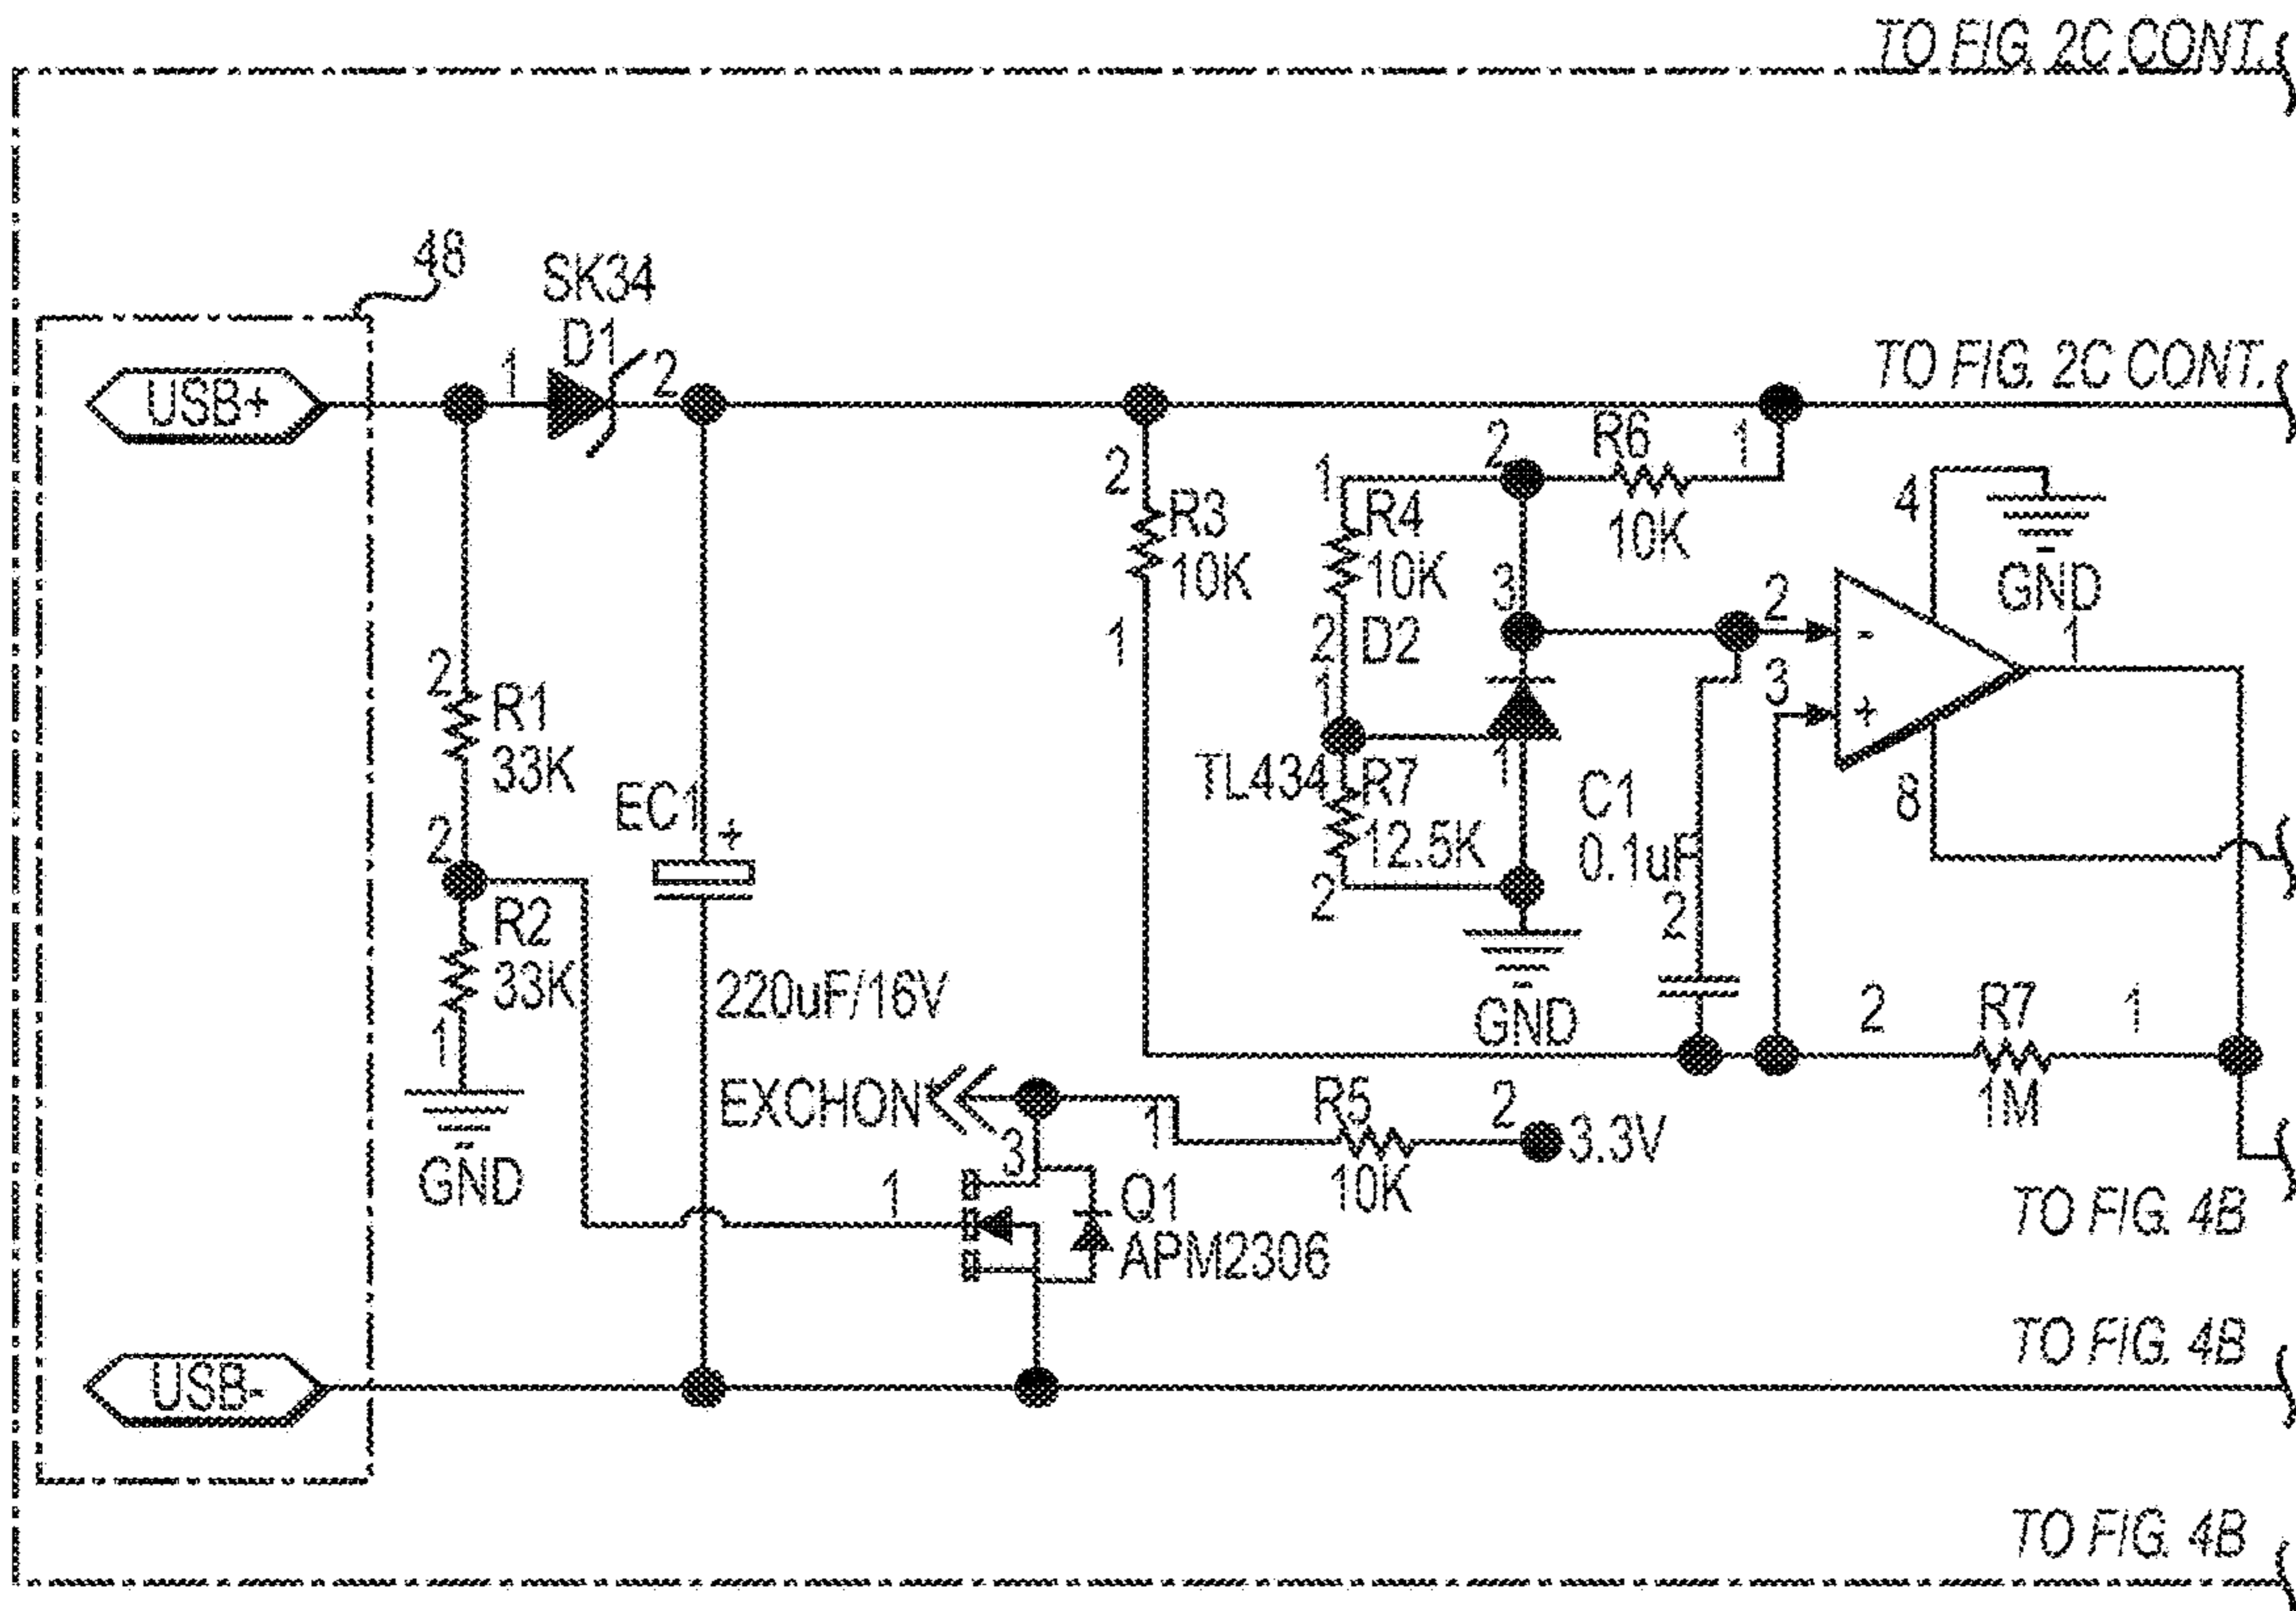 TO FIG. 2C CONT.
48
SK34
D1
TO FIG. 2C CONT.
USB+
1
2
2
R3
10K
1
1
R4
10K
2
D2
1
2
R6
1
10K
3
4
GND
2
-
3
+
1
8
2
R1
33K
2
R2
33K
1
GND
EC1
+
220uF/16V
TL434
R7
12.5K
2
1
GND
C1
0.1uF
2
2
R7
1
1M
EXCHON
3
1
R5
2
3.3V
10K
1
Q1
APM2306
TO FIG. 4B
TO FIG. 4B
USB-
TO FIG. 4B